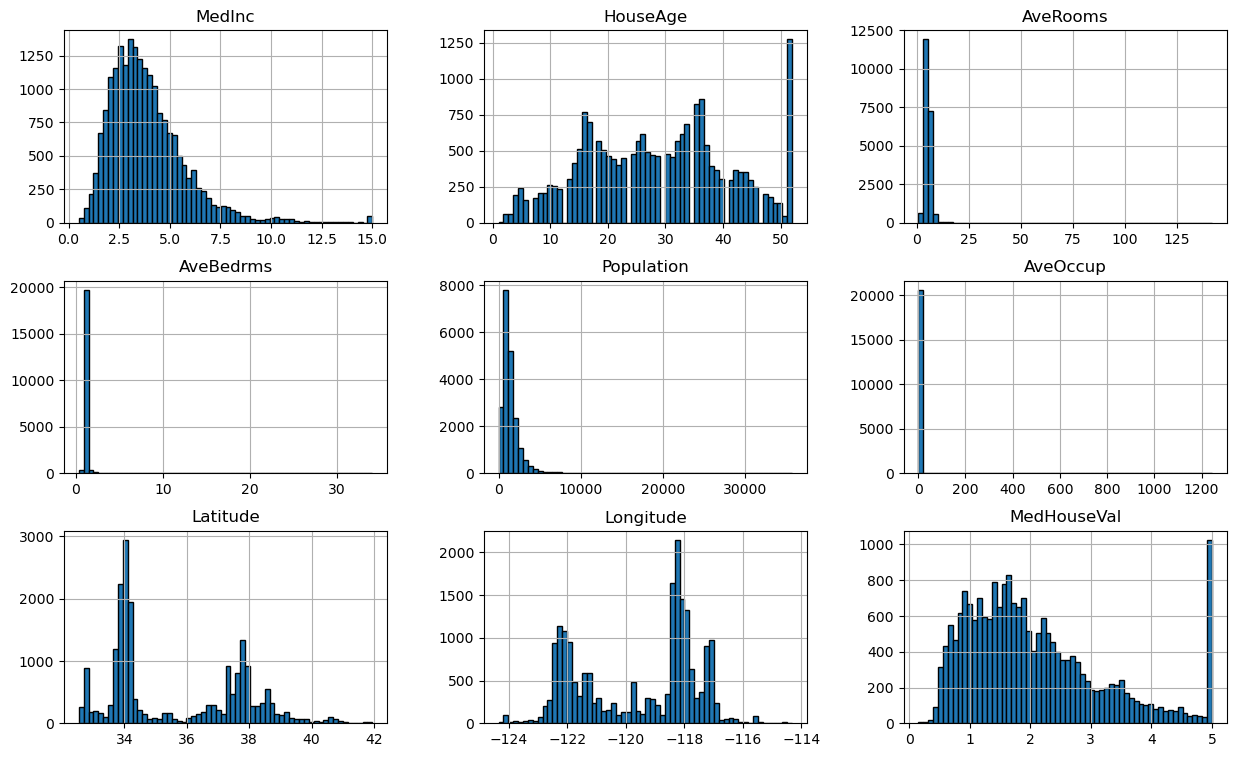 MedInc
HouseAge
AveRooms
1250
1000
750
500
250
0
0.0 2.5 5.0 7.5 10.0 12.5 15.0
1250
1000
750
500
250
0
0 10 20 30 40 50
12500
10000
7500
5000
2500
0
0 25 50 75 100 125
AveBedrms
Population
AveOccup
20000
15000
10000
5000
0
0 10 20 30
8000
6000
4000
2000
0
0 10000 20000 30000
20000
15000
10000
5000
0
0 200 400 600 800 1000 1200
Latitude
Longitude
MedHouseVal
3000
2000
1000
0
34 36 38 40 42
2000
1500
1000
500
0
−124 −122 −120 −118 −116 −114
1000
800
600
400
200
0
0 1 2 3 4 5